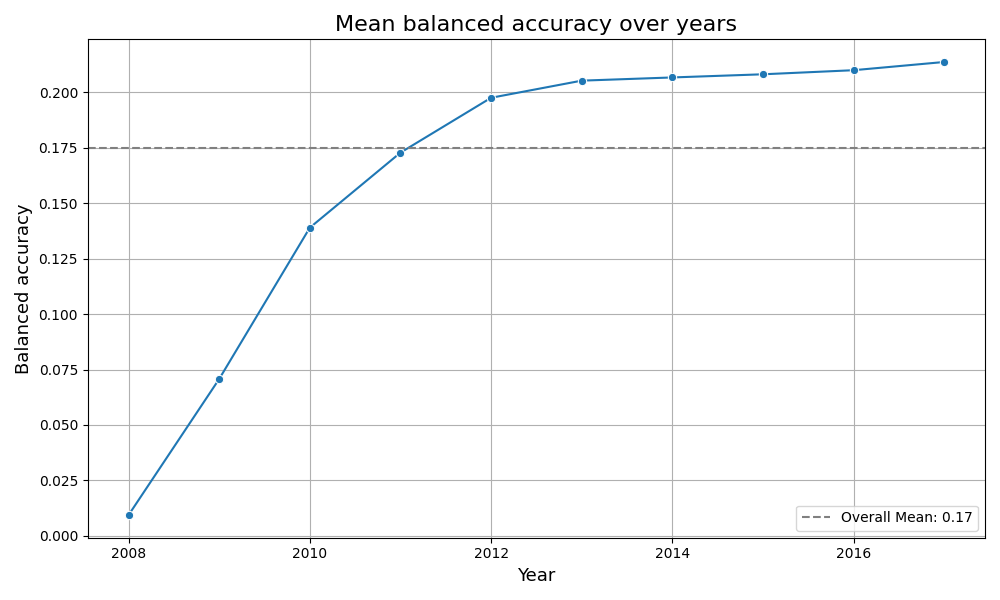 Mean balanced accuracy over years
Balanced accuracy
0.200
0.175
0.150
0.125
0.100
0.075
0.050
0.025
0.000
Overall Mean: 0.17
2008 2010 2012 2014 2016
Year